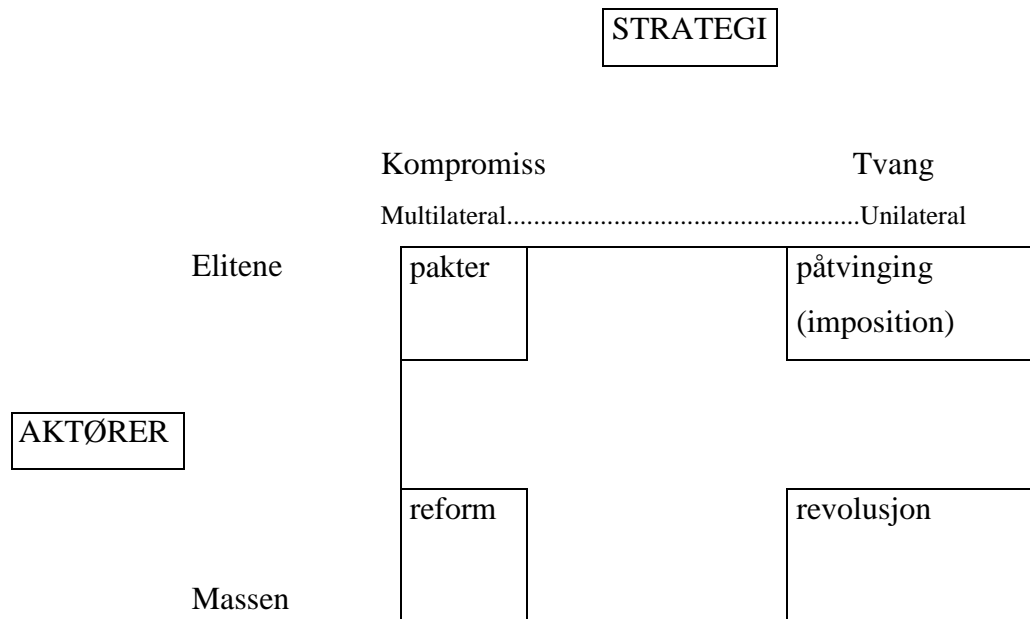 STRATEGI
Kompromiss Tvang
Multilateral.....................................................Unilateral
Elitene pakter påtvinging
(imposition)
AKTØRER
reform revolusjon
Massen